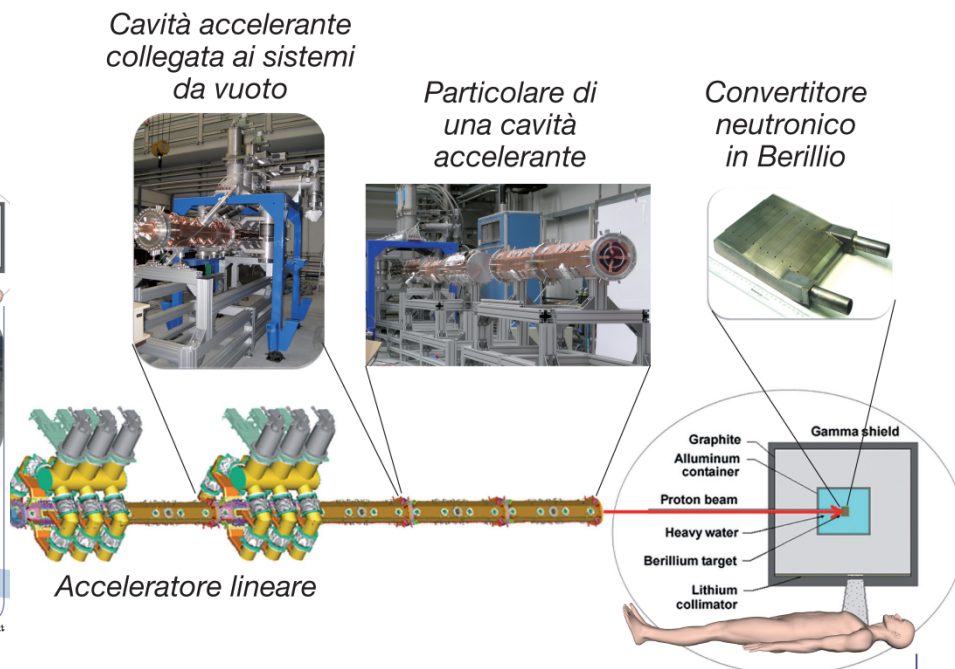 Cavità accelerante
collegata ai sistemi
da vuoto
Particolare di
una cavità
accelerante
Convertitore
neutronico
in Berillio
Acceleratore lineare
Gamma shield
Graphite
Alluminum
container
Proton beam
Heavy water
Berillium target
Lithium
collimator